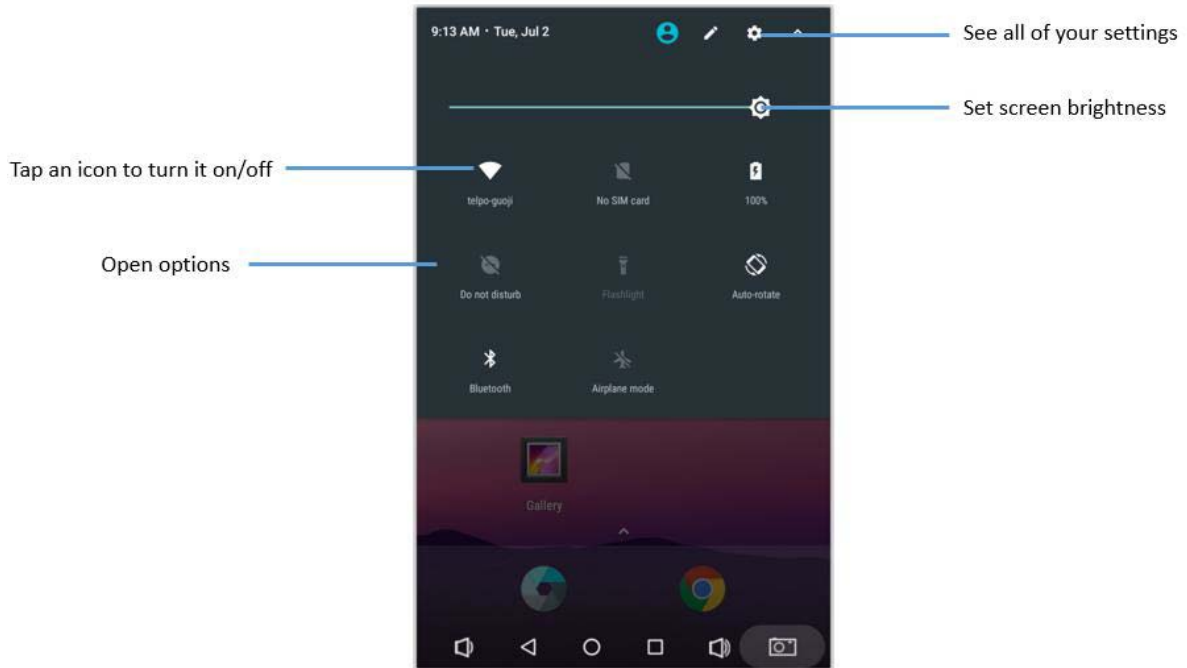 9:13 AM • Tue, Jul 2
See all of your settings
Set screen brightness
Tap an icon to turn it on/off
telpo-guoji
No SIM card
100%
Open options
Do not disturb
Flashlight
Auto-rotate
Bluetooth
Airplane mode
Gallery